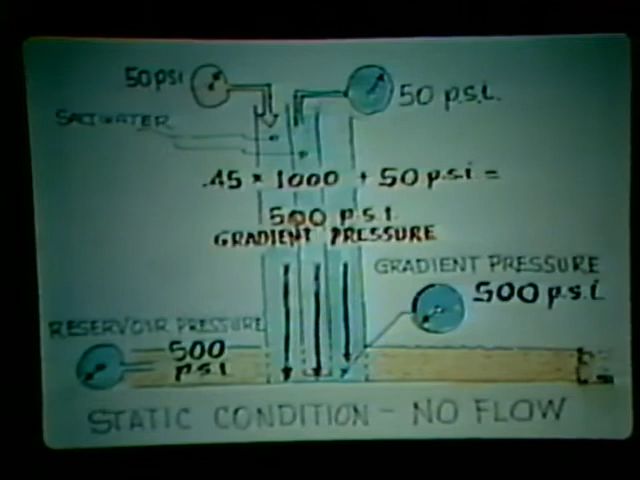 50 PSI
50 p.s.i.
SALTWATER
.45 × 1000 + 50 p.s.i =
500 P.S.I.
GRADIENT PRESSURE
GRADIENT PRESSURE
500 p.s.i.
RESERVOIR PRESSURE
500
PSI
STATIC CONDITION - NO FLOW